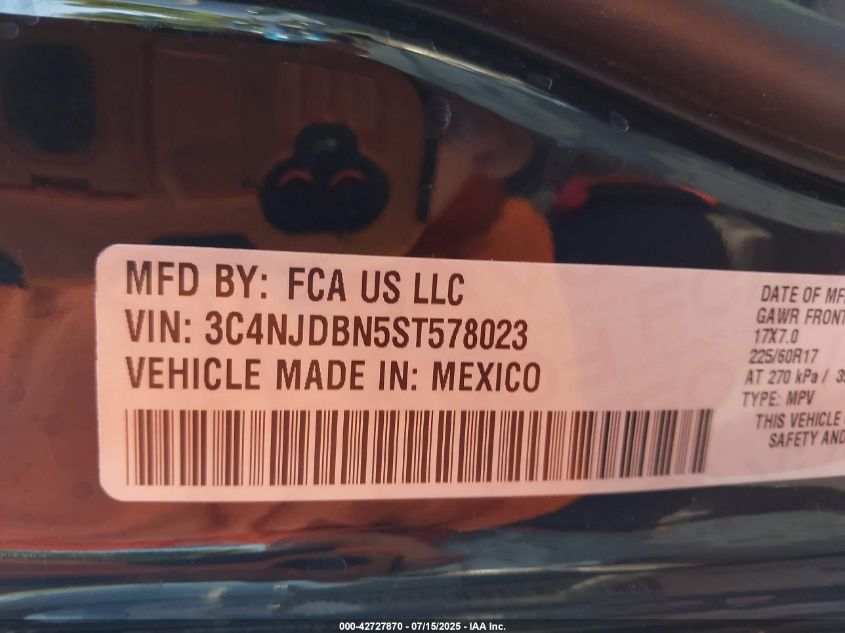 MFD BY: FCA US LLC
VIN: 3C4NJDBN5ST578023
VEHICLE MADE IN: MEXICO
DATE OF MF
GAWR FRONT
17X7.0
225/60R17
AT 270 kPa / 3
TYPE: MPV
THIS VEHICLE
SAFETY AND
000-42727870 - 07/15/2025 - IAA Inc.